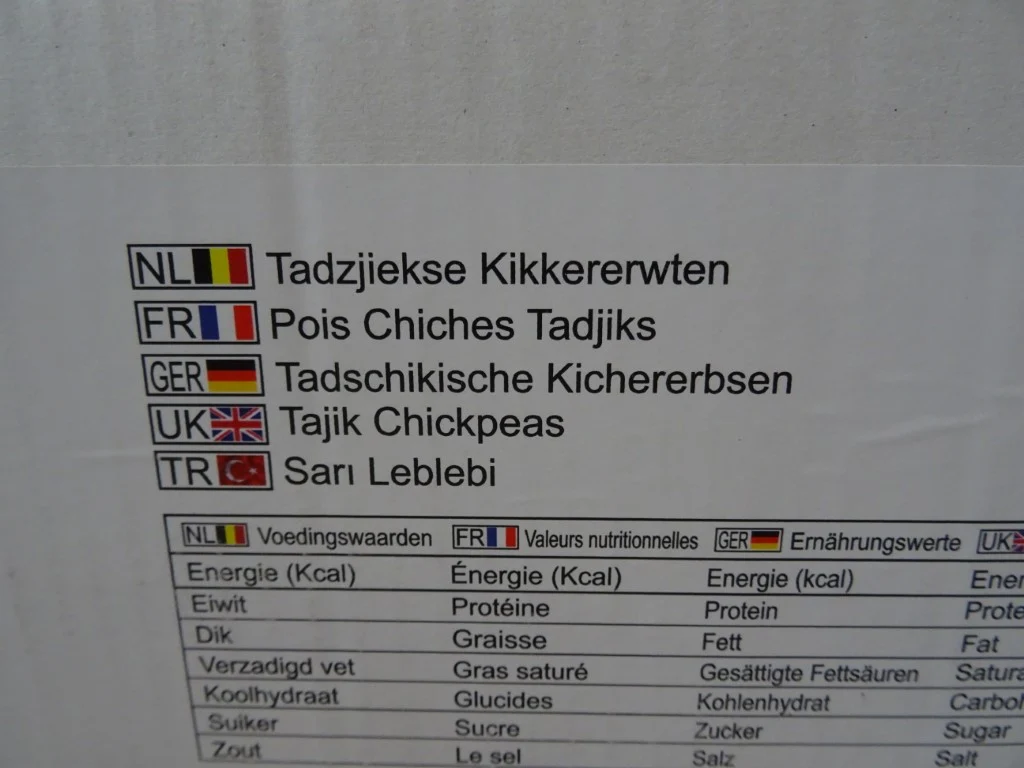 NL Tadzjiekse Kikkererwten
FR Pois Chiches Tadjiks
GER Tadschikische Kichererbsen
UK Tajik Chickpeas
TR Sarı Leblebi
NL Voedingswaarden FR Valeurs nutritionnelles GER Ernährungswerte UK
Energie (Kcal) Énergie (Kcal) Energie (kcal)
Eiwit Protéine Protein
Dik Graisse Fett Fat
Verzadigd vet Gras saturé Gesättigte Fettsäuren
Koolhydraat Glucides Kohlenhydrat
Suiker Sucre Zucker Sugar
Zout Le sel Salz Salt